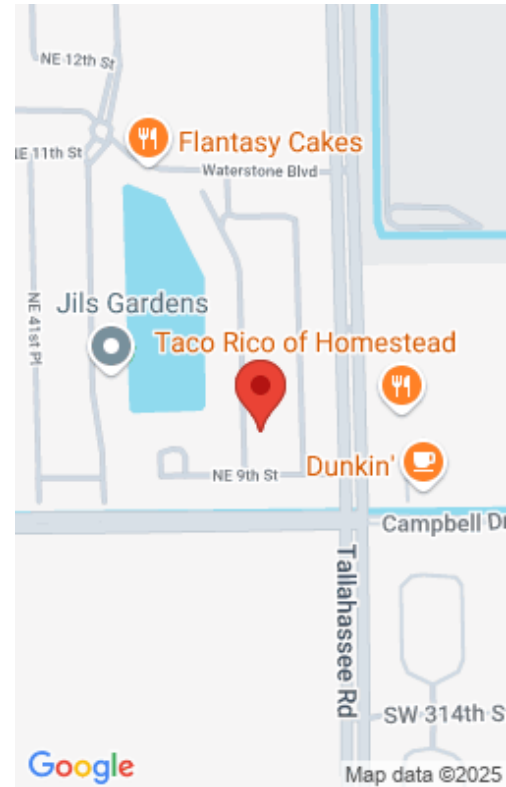 NE 12th St
Flantasy Cakes
NE 11th St
Waterstone Blvd
NE 41st Pl
Jils Gardens
Taco Rico of Homestead
NE 9th St
Dunkin'
Campbell Dr
Tallahassee Rd
SW 314th S
Google
Map data ©2025